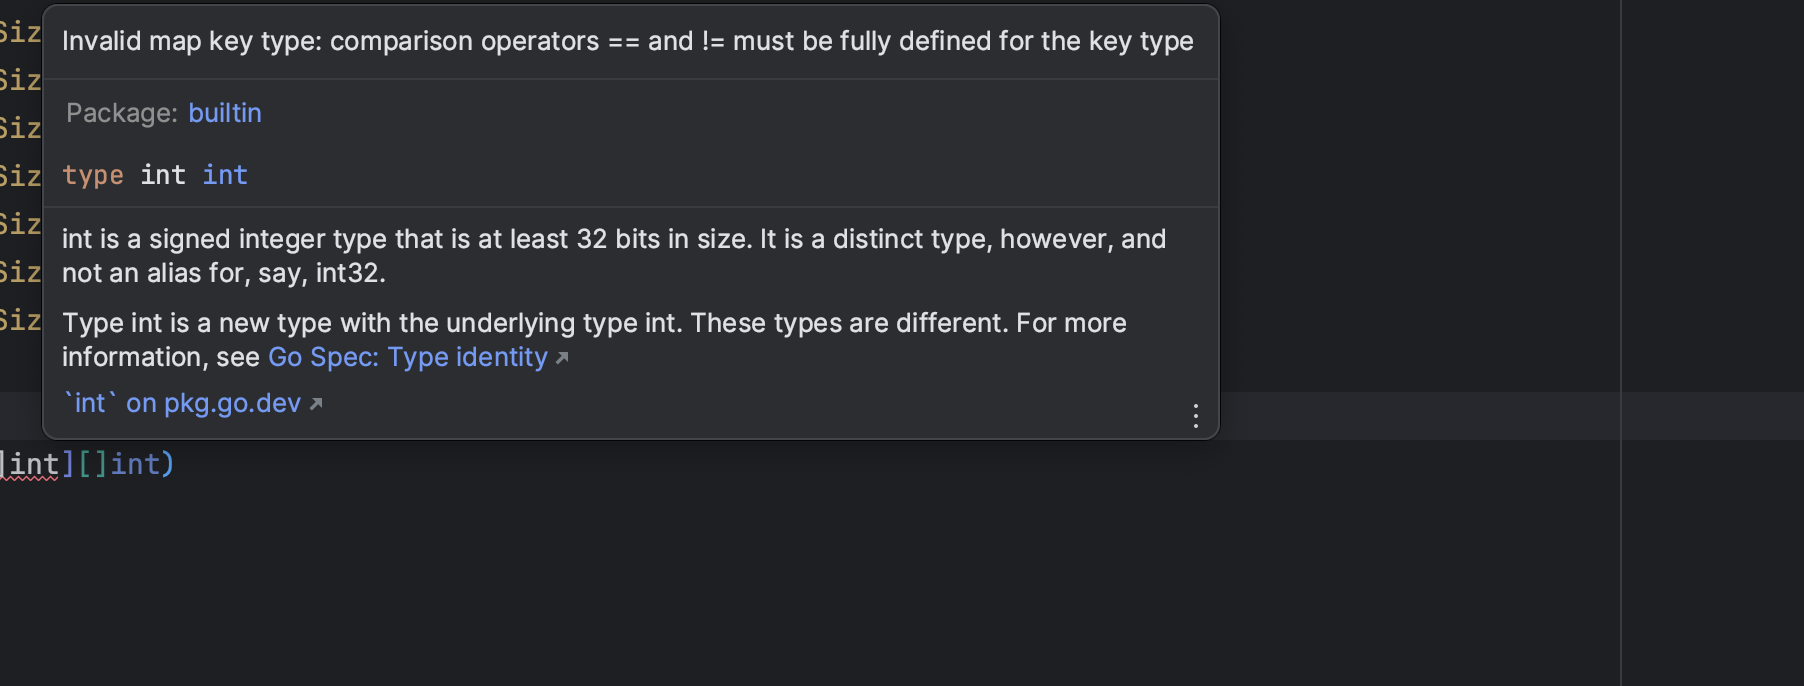 Siz
Invalid map key type: comparison operators == and != must be fully defined for the key type
Siz
Package: builtin
Siz
type int int
Siz
Siz
int is a signed integer type that is at least 32 bits in size. It is a distinct type, however, and
not an alias for, say, int32.
Siz
Siz
Type int is a new type with the underlying type int. These types are different. For more
information, see Go Spec: Type identity ↗
`int` on pkg.go.dev ↗
]int][]int)